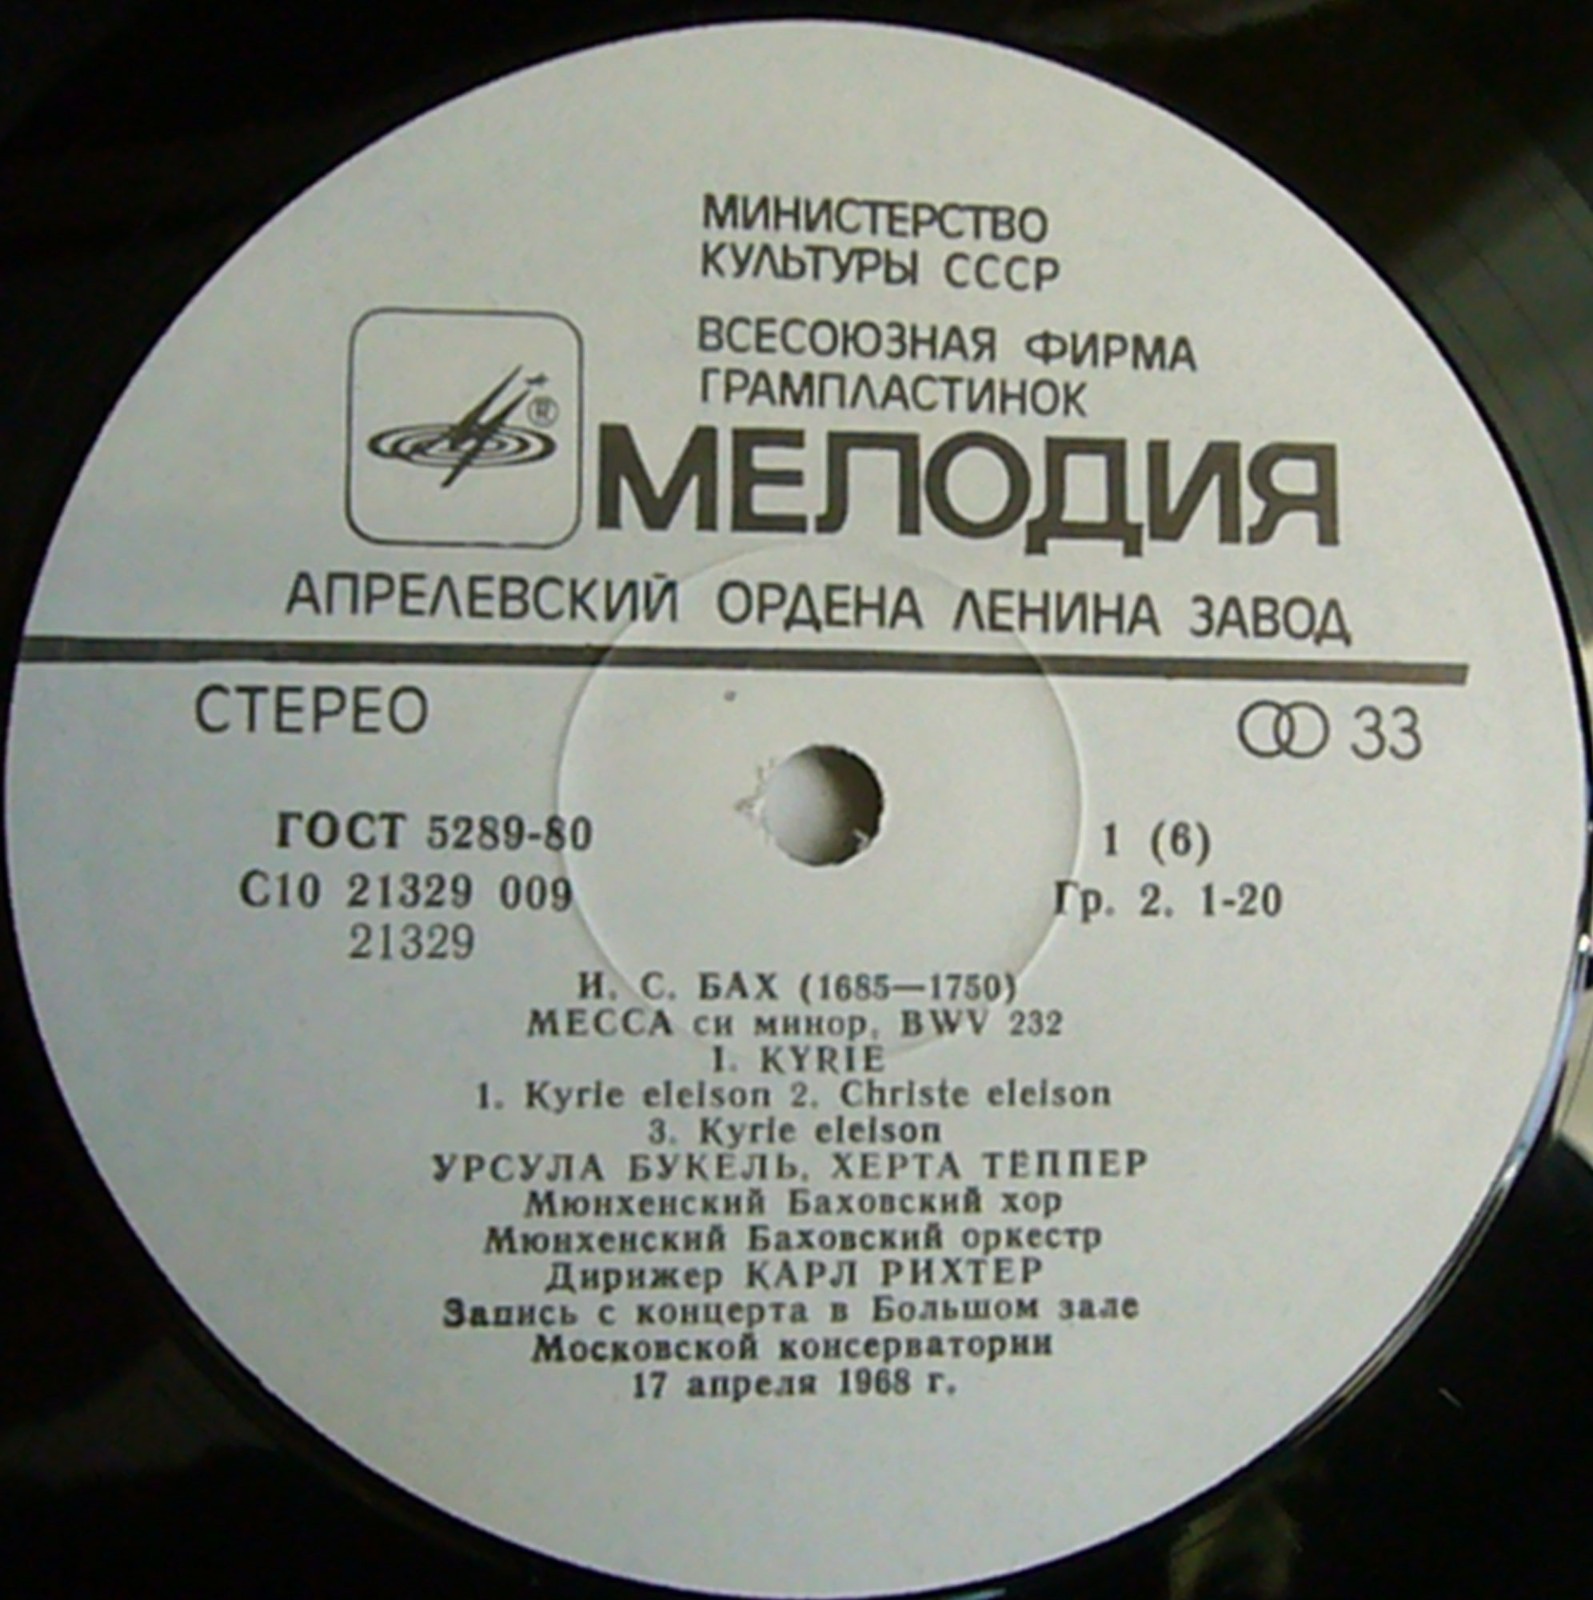 МИНИСТЕРСТВО
КУЛЬТУРЫ СССР
ВСЕСОЮЗНАЯ ФИРМА
ГРАМПЛАСТИНОК
®
МЕЛОДИЯ
АПРЕЛЕВСКИЙ ОРДЕНА ЛЕНИНА ЗАВОД
СТЕРЕО
33
ГОСТ 5289-80
1 (6)
С10 21329 009
Гр. 2. 1-20
21329
И. С. БАХ (1685—1750)
МЕССА си минор, BWV 232
I. KYRIE
1. Kyrie eleison 2. Christe eleison
3. Kyrie eleison
УРСУЛА БУКЕЛЬ, ХЕРТА ТЁППЕР
Мюнхенский Баховский хор
Мюнхенский Баховский оркестр
Дирижер КАРЛ РИХТЕР
Запись с концерта в Большом зале
Московской консерватории
17 апреля 1968 г.